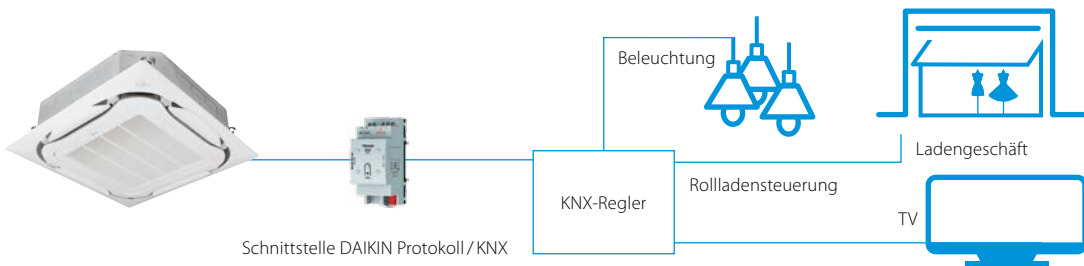 Beleuchtung
Ladengeschäft
Rollladensteuerung
KNX-Regler
TV
Schnittstelle DAIKIN Protokoll / KNX